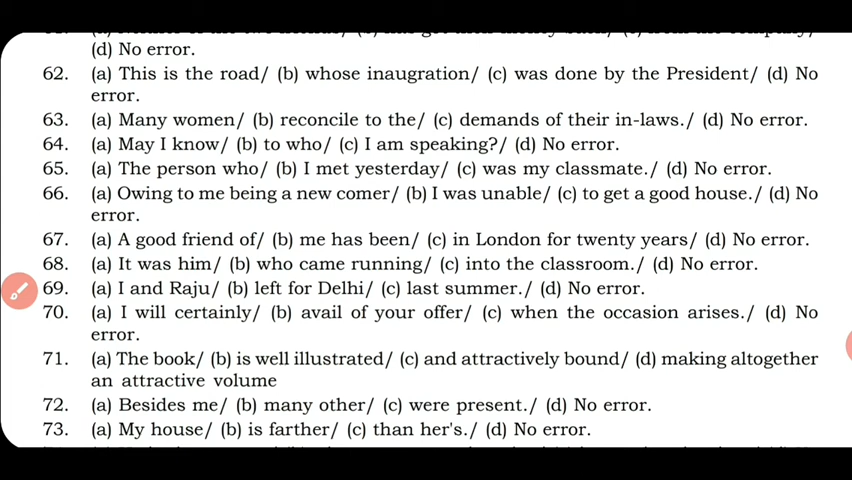 (d) No error.
62. (a) This is the road/ (b) whose inaugration/ (c) was done by the President/ (d) No
error.
63. (a) Many women/ (b) reconcile to the/ (c) demands of their in-laws./ (d) No error.
64. (a) May I know/ (b) to who/ (c) I am speaking?/ (d) No error.
65. (a) The person who/ (b) I met yesterday/ (c) was my classmate./ (d) No error.
66. (a) Owing to me being a new comer/ (b) I was unable/ (c) to get a good house./ (d) No
error.
67. (a) A good friend of/ (b) me has been/ (c) in London for twenty years/ (d) No error.
68. (a) It was him/ (b) who came running/ (c) into the classroom./ (d) No error.
69. (a) I and Raju/ (b) left for Delhi/ (c) last summer./ (d) No error.
70. (a) I will certainly/ (b) avail of your offer/ (c) when the occasion arises./ (d) No
error.
71. (a) The book/ (b) is well illustrated/ (c) and attractively bound/ (d) making altogether
an attractive volume
72. (a) Besides me/ (b) many other/ (c) were present./ (d) No error.
73. (a) My house/ (b) is farther/ (c) than her's./ (d) No error.